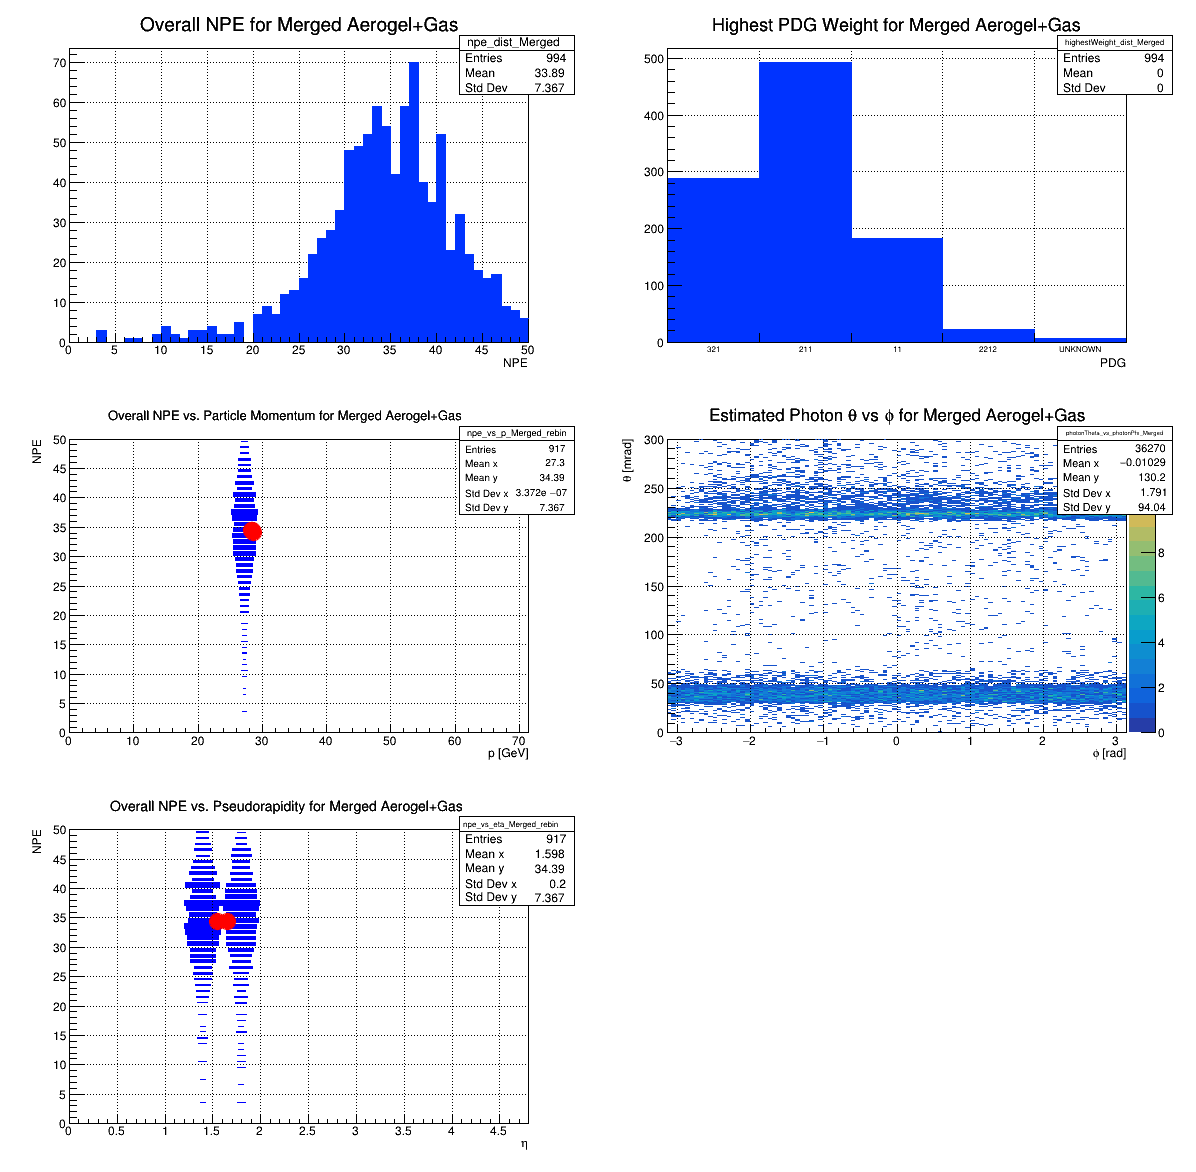 Overall NPE for Merged Aerogel+Gas
npe_dist_Merged
Entries 994
Mean 33.89
Std Dev 7.367
70
60
50
40
30
20
10
0
0 5 10 15 20 25 30 35 40 45 50
NPE
Highest PDG Weight for Merged Aerogel+Gas
highestWeight_dist_Merged
Entries 994
Mean 0
Std Dev 0
500
400
300
200
100
0
321 211 11 2212 UNKNOWN
PDG
Overall NPE vs. Particle Momentum for Merged Aerogel+Gas
npe_vs_p_Merged_rebin
Entries 917
Mean x 27.3
Mean y 34.39
Std Dev x 3.372e −07
Std Dev y 7.367
NPE
50
45
40
35
30
25
20
15
10
5
0
0 10 20 30 40 50 60 70
p [GeV]
Estimated Photon θ vs ϕ for Merged Aerogel+Gas
photonTheta_vs_photonPhi_Merged
Entries 36270
Mean x −0.01029
Mean y 130.2
Std Dev x 1.791
Std Dev y 94.04
θ [mrad]
300
250
200
150
100
50
0
−3 −2 −1 0 1 2 3
ϕ [rad]
8
6
4
2
0
Overall NPE vs. Pseudorapidity for Merged Aerogel+Gas
npe_vs_eta_Merged_rebin
Entries 917
Mean x 1.598
Mean y 34.39
Std Dev x 0.2
Std Dev y 7.367
NPE
50
45
40
35
30
25
20
15
10
5
0
0 0.5 1 1.5 2 2.5 3 3.5 4 4.5
η